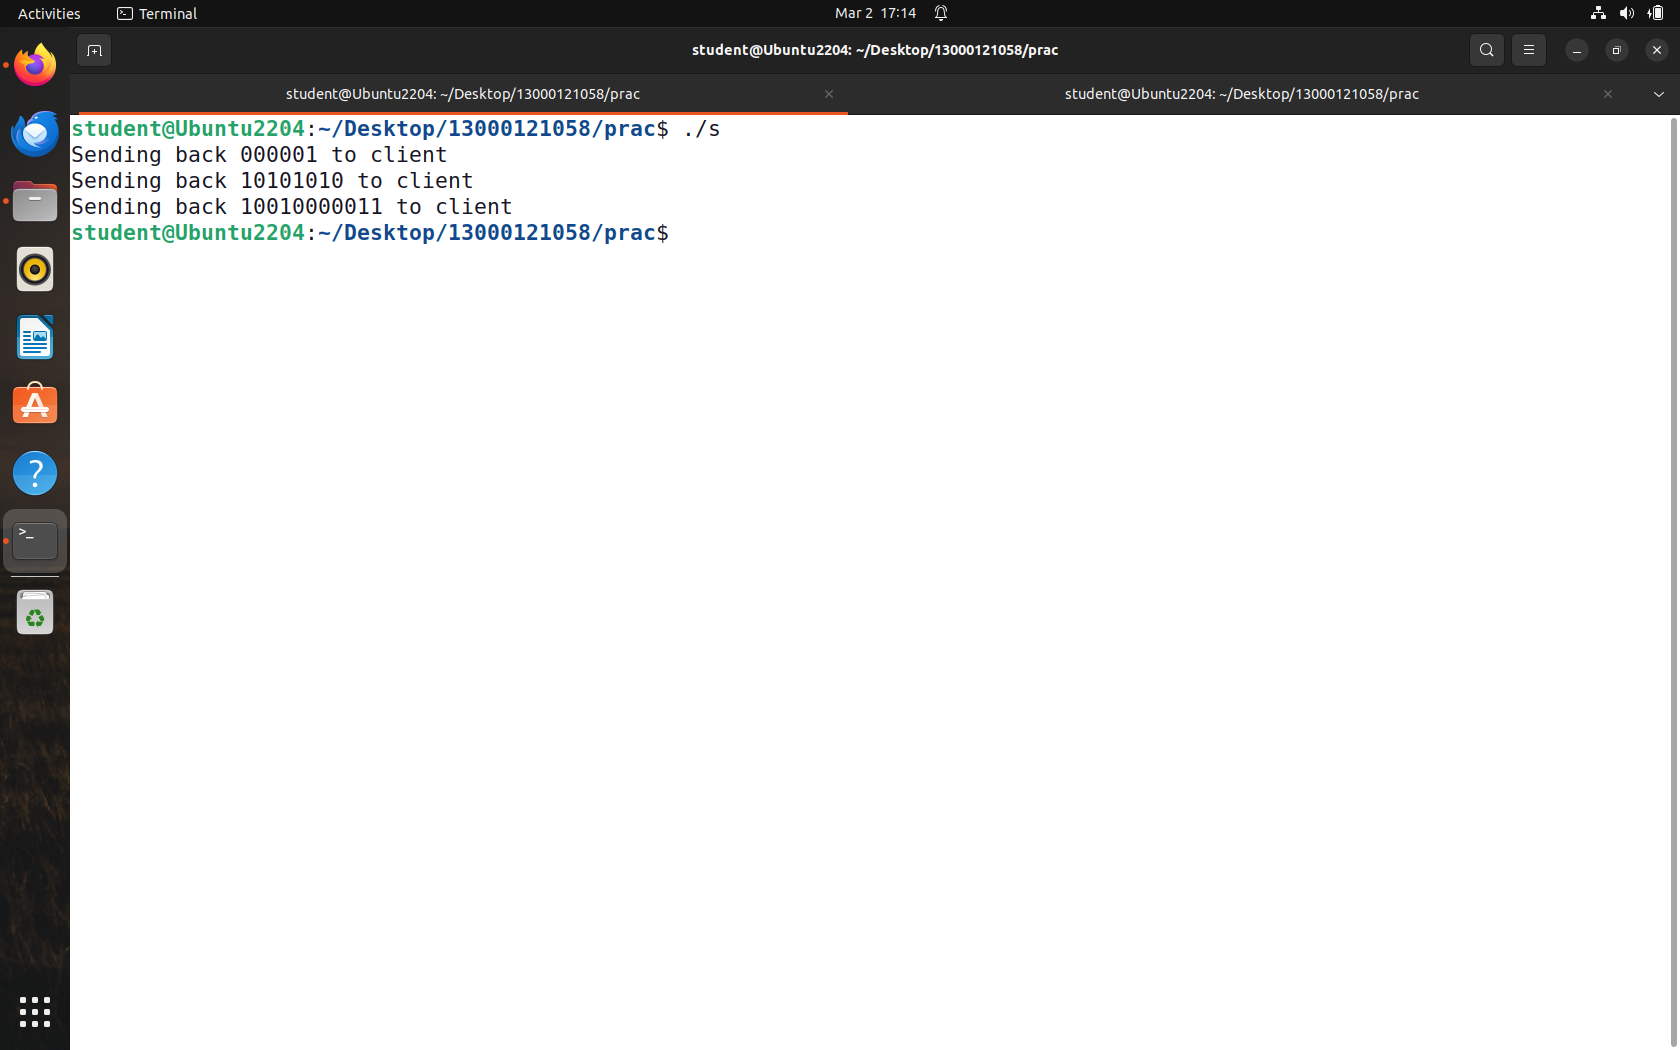 Activities
Terminal
Mar 2 17:14
student@Ubuntu2204: ~/Desktop/13000121058/prac
student@Ubuntu2204: ~/Desktop/13000121058/prac
student@Ubuntu2204: ~/Desktop/13000121058/prac
student@Ubuntu2204:~/Desktop/13000121058/prac$ ./s
Sending back 000001 to client
Sending back 10101010 to client
Sending back 10010000011 to client
student@Ubuntu2204:~/Desktop/13000121058/prac$